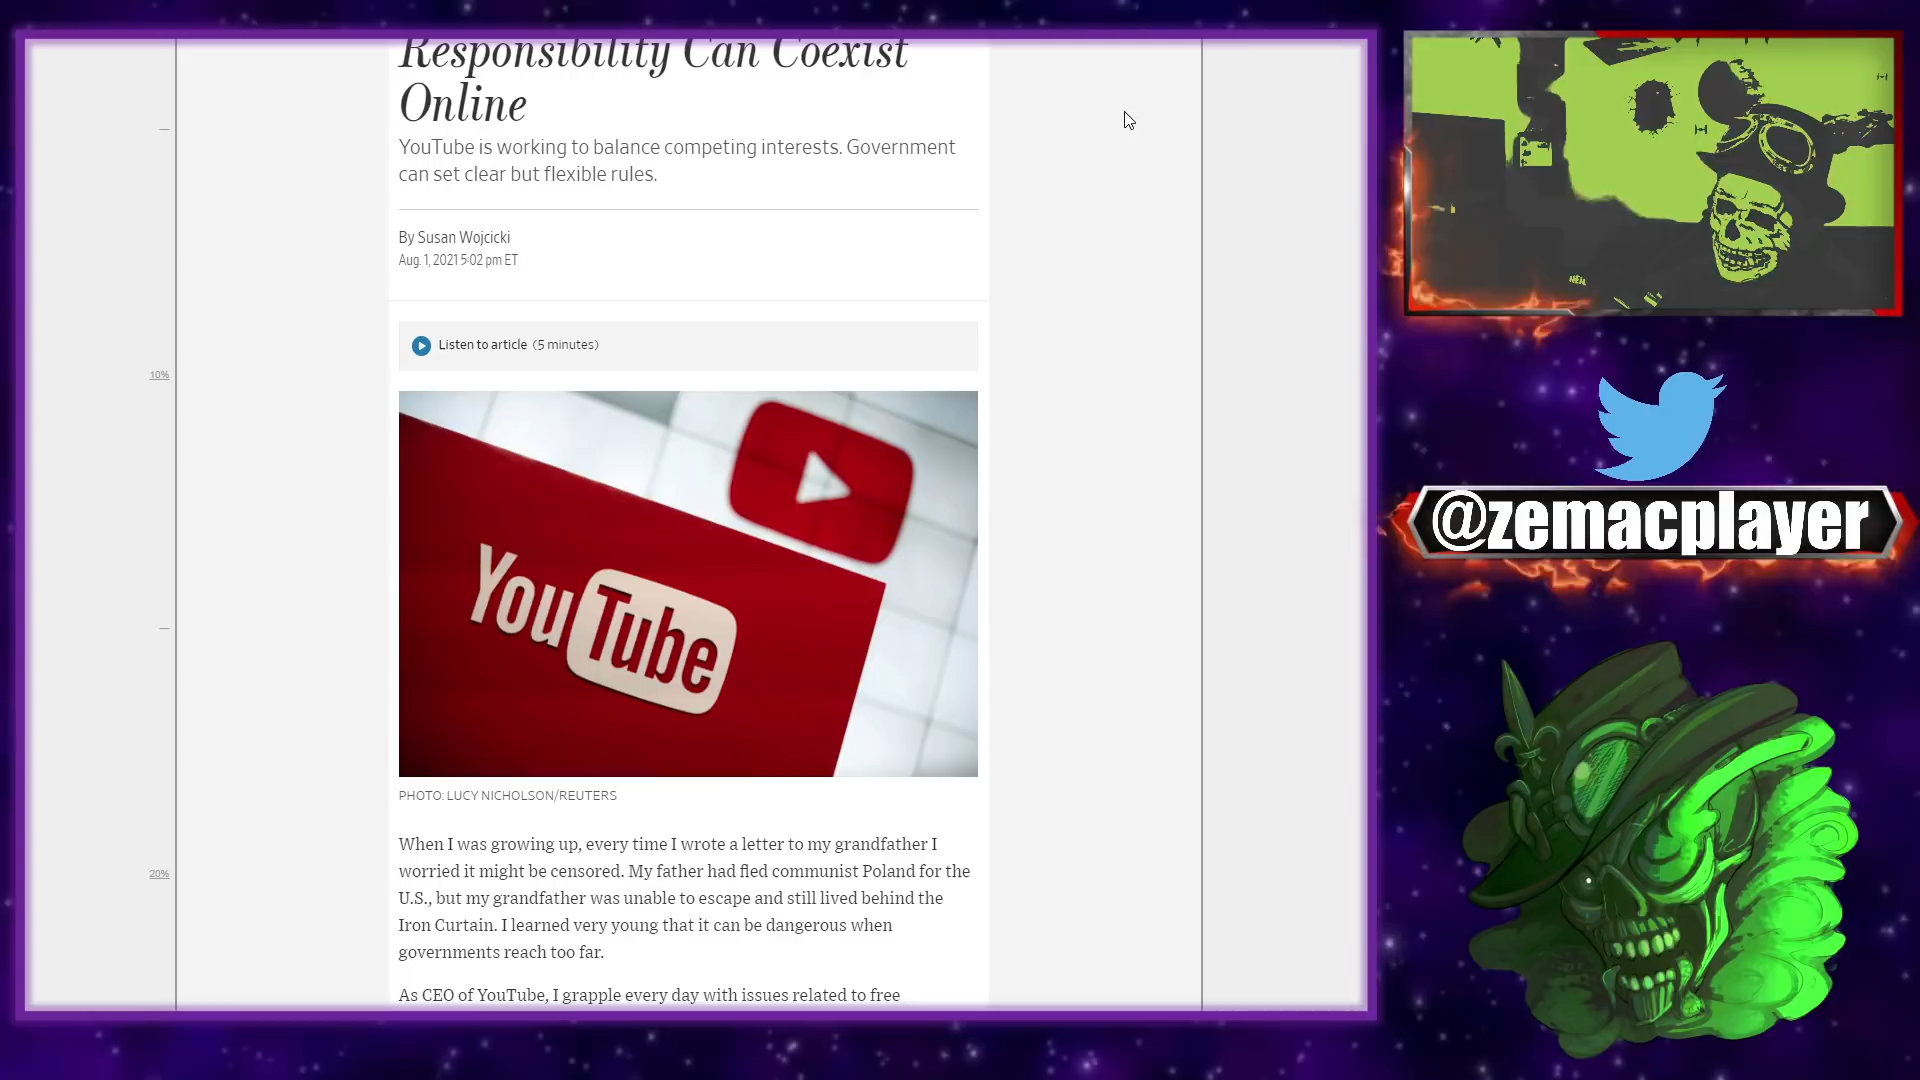 Responsibility Can Coexist
Online
YouTube is working to balance competing interests. Government
can set clear but flexible rules.
By Susan Wojcicki
Aug. 1, 2021 5:02 pm ET
10%
Listen to article (5 minutes)
YouTube
PHOTO: LUCY NICHOLSON/REUTERS
20%
When I was growing up, every time I wrote a letter to my grandfather I
worried it might be censored. My father had fled communist Poland for the
U.S., but my grandfather was unable to escape and still lived behind the
Iron Curtain. I learned very young that it can be dangerous when
governments reach too far.
As CEO of YouTube, I grapple every day with issues related to free
@zemacplayer